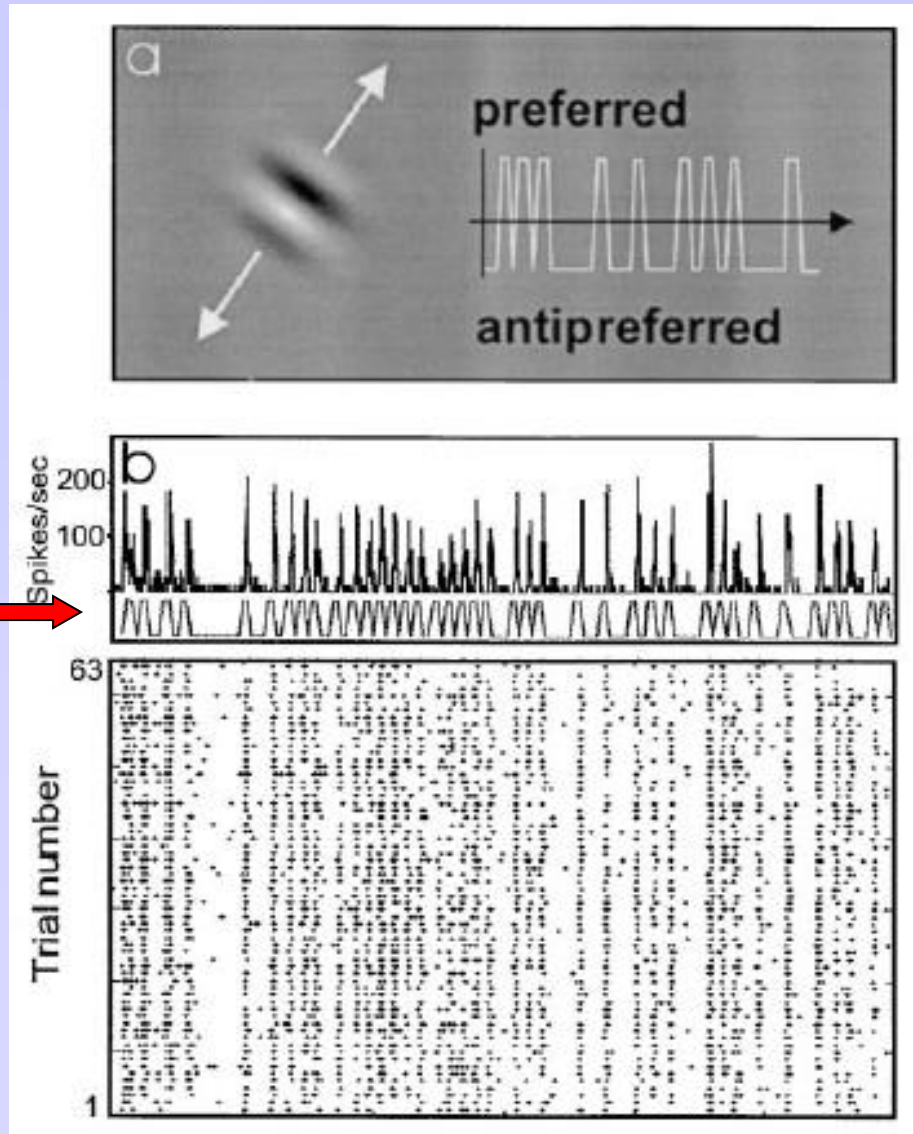 a
preferred
antipreferred
b
Spikes/sec
200
100
63
Trial number
1